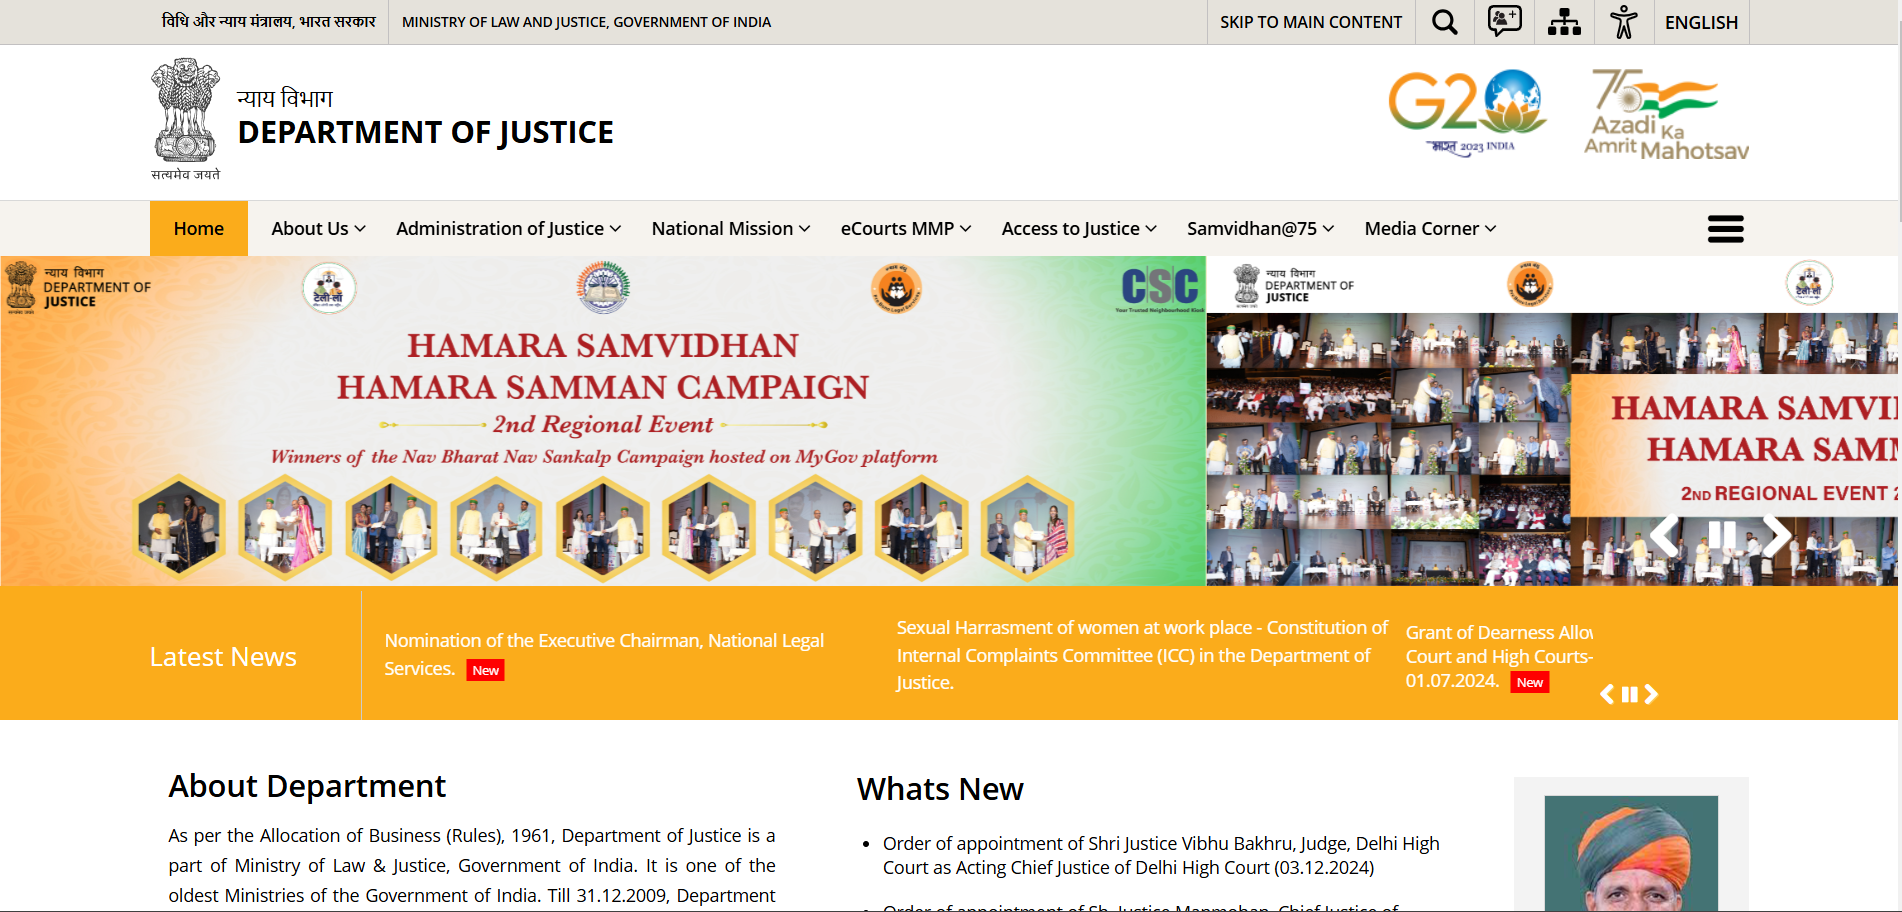 विधि और न्याय मंत्रालय, भारत सरकार
MINISTRY OF LAW AND JUSTICE, GOVERNMENT OF INDIA
SKIP TO MAIN CONTENT
ENGLISH
न्याय विभाग
DEPARTMENT OF JUSTICE
सत्यमेव जयते
G20
भारत 2023 INDIA
75
Azadi Ka
Amrit Mahotsav
Home
About Us
Administration of Justice
National Mission
eCourts MMP
Access to Justice
Samvidhan@75
Media Corner
न्याय विभाग
DEPARTMENT OF
JUSTICE
टेली-लॉ
CSC
Your Trusted Neighbourhood Kiosk
HAMARA SAMVIDHAN
HAMARA SAMMAN CAMPAIGN
2nd Regional Event
Winners of the Nav Bharat Nav Sankalp Campaign hosted on MyGov platform
न्याय विभाग
DEPARTMENT OF
JUSTICE
टेली-लॉ
HAMARA SAMVI
HAMARA SAM
2ND REGIONAL EVENT 2
Latest News
Nomination of the Executive Chairman, National Legal
Services. New
Sexual Harrasment of women at work place - Constitution of
Internal Complaints Committee (ICC) in the Department of
Justice.
Grant of Dearness Allow
Court and High Courts-
01.07.2024. New
About Department
As per the Allocation of Business (Rules), 1961, Department of Justice is a
part of Ministry of Law & Justice, Government of India. It is one of the
oldest Ministries of the Government of India. Till 31.12.2009, Department
Whats New
Order of appointment of Shri Justice Vibhu Bakhru, Judge, Delhi High
Court as Acting Chief Justice of Delhi High Court (03.12.2024)
Order of appointment of Sh. Justice Manmohan, Chief Justice of